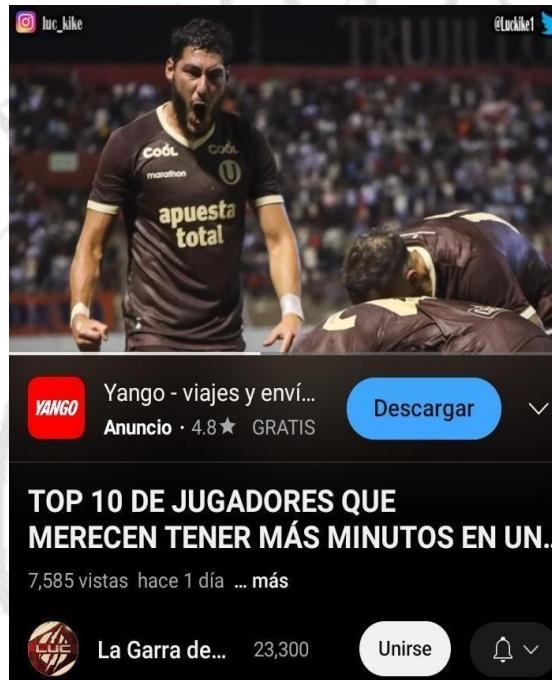 luc_kike
@Luckike1
TRUJILL
COOL COOL
marathon
U
apuesta
total
YANGO
Yango - viajes y enví...
Descargar
Anuncio · 4.8★ GRATIS
TOP 10 DE JUGADORES QUE
MERECEN TENER MÁS MINUTOS EN UN..
7,585 vistas hace 1 día ... más
LUC
La Garra de... 23,300
Unirse